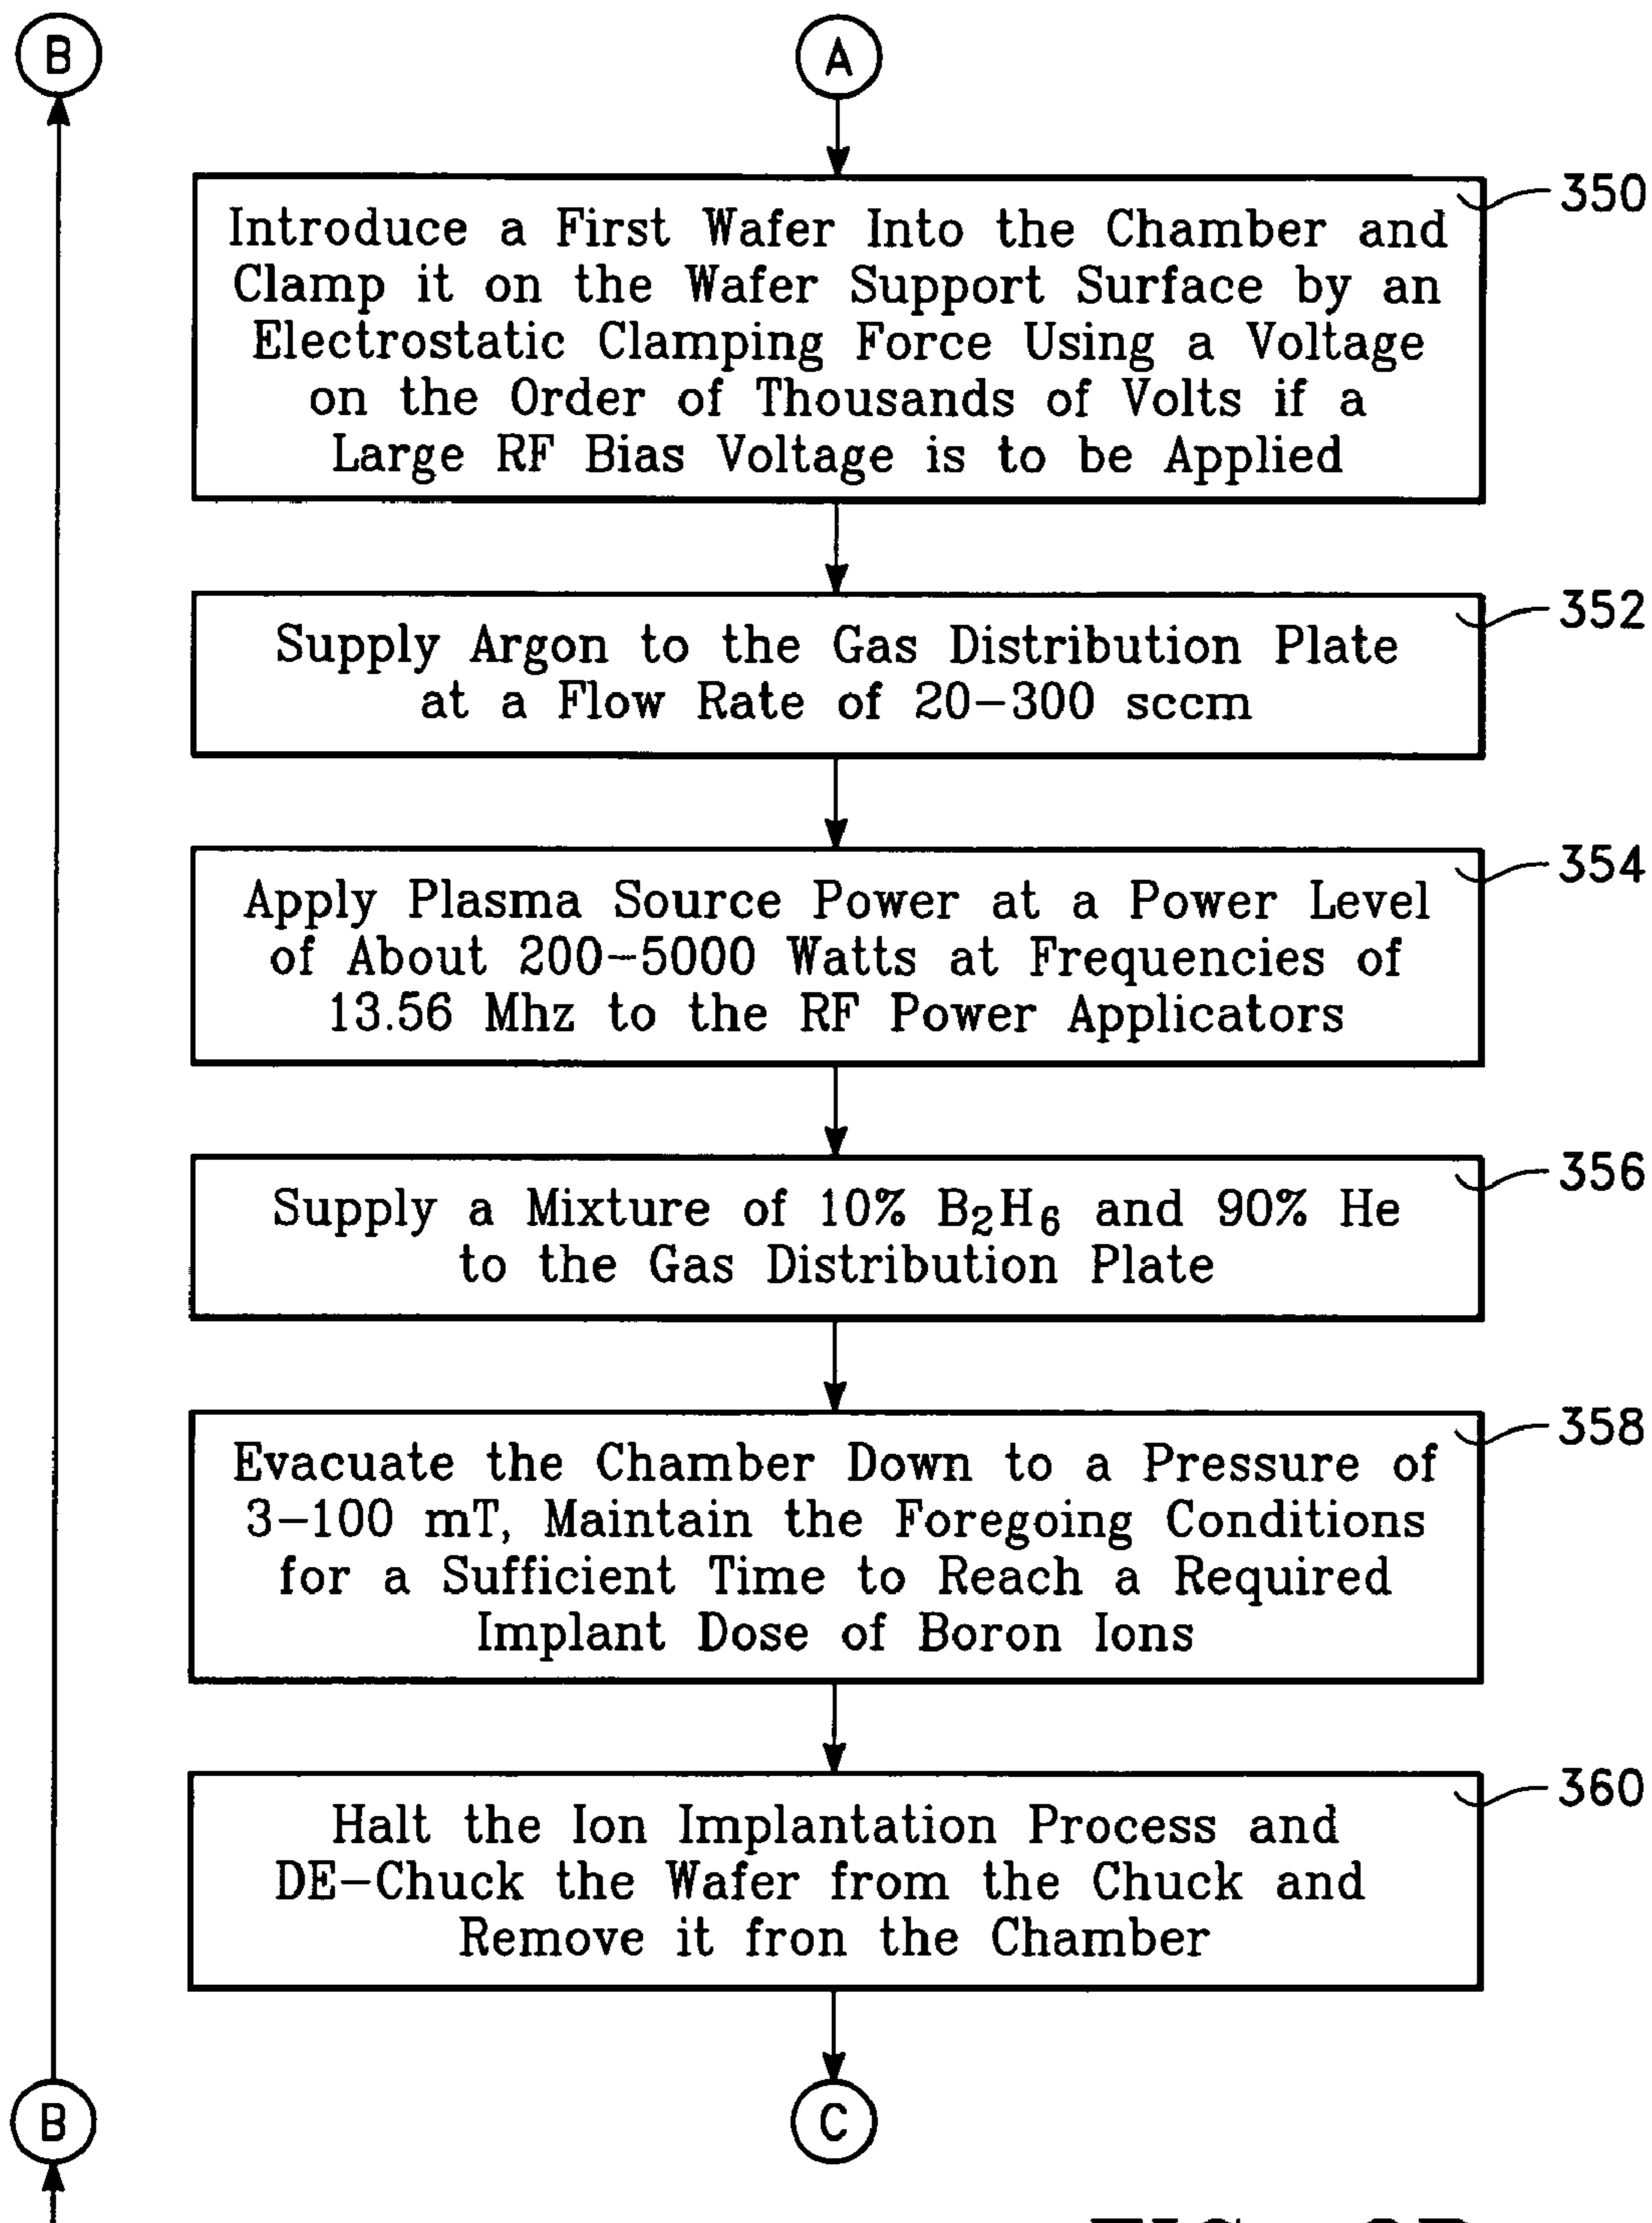 B
A
350
Introduce a First Wafer Into the Chamber and
Clamp it on the Wafer Support Surface by an
Electrostatic Clamping Force Using a Voltage
on the Order of Thousands of Volts if a
Large RF Bias Voltage is to be Applied
352
Supply Argon to the Gas Distribution Plate
at a Flow Rate of 20-300 sccm
354
Apply Plasma Source Power at a Power Level
of About 200-5000 Watts at Frequencies of
13.56 Mhz to the RF Power Applicators
356
Supply a Mixture of 10% B₂H₆ and 90% He
to the Gas Distribution Plate
358
Evacuate the Chamber Down to a Pressure of
3-100 mT, Maintain the Foregoing Conditions
for a Sufficient Time to Reach a Required
Implant Dose of Boron Ions
360
Halt the Ion Implantation Process and
DE-Chuck the Wafer from the Chuck and
Remove it fron the Chamber
B
C